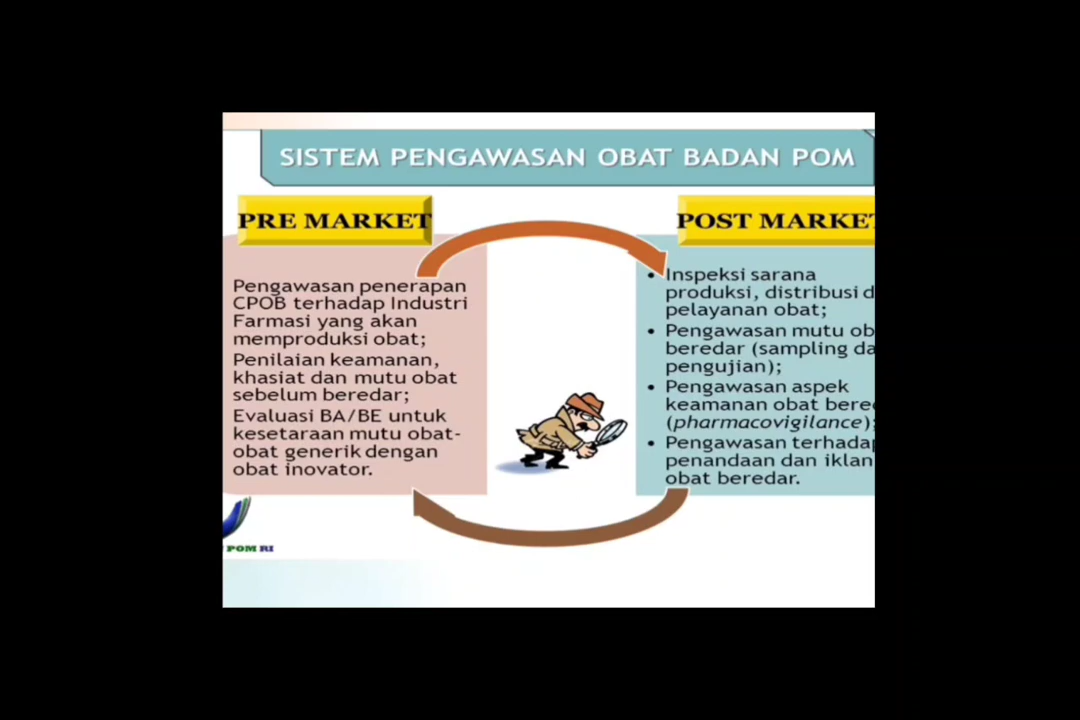 SISTEM PENGAWASAN OBAT BADAN POM
PRE MARKET
Pengawasan penerapan
CPOB terhadap Industri
Farmasi yang akan
memproduksi obat;
Penilaian keamanan,
khasiat dan mutu obat
sebelum beredar;
Evaluasi BA/BE untuk
kesetaraan mutu obat-
obat generik dengan
obat inovator.
POST MARKET
• Inspeksi sarana
produksi, distribusi d
pelayanan obat;
• Pengawasan mutu ob
beredar (sampling da
pengujian);
• Pengawasan aspek
keamanan obat bere
(pharmacovigilance);
• Pengawasan terhadap
penandaan dan iklan
obat beredar.
POM RI